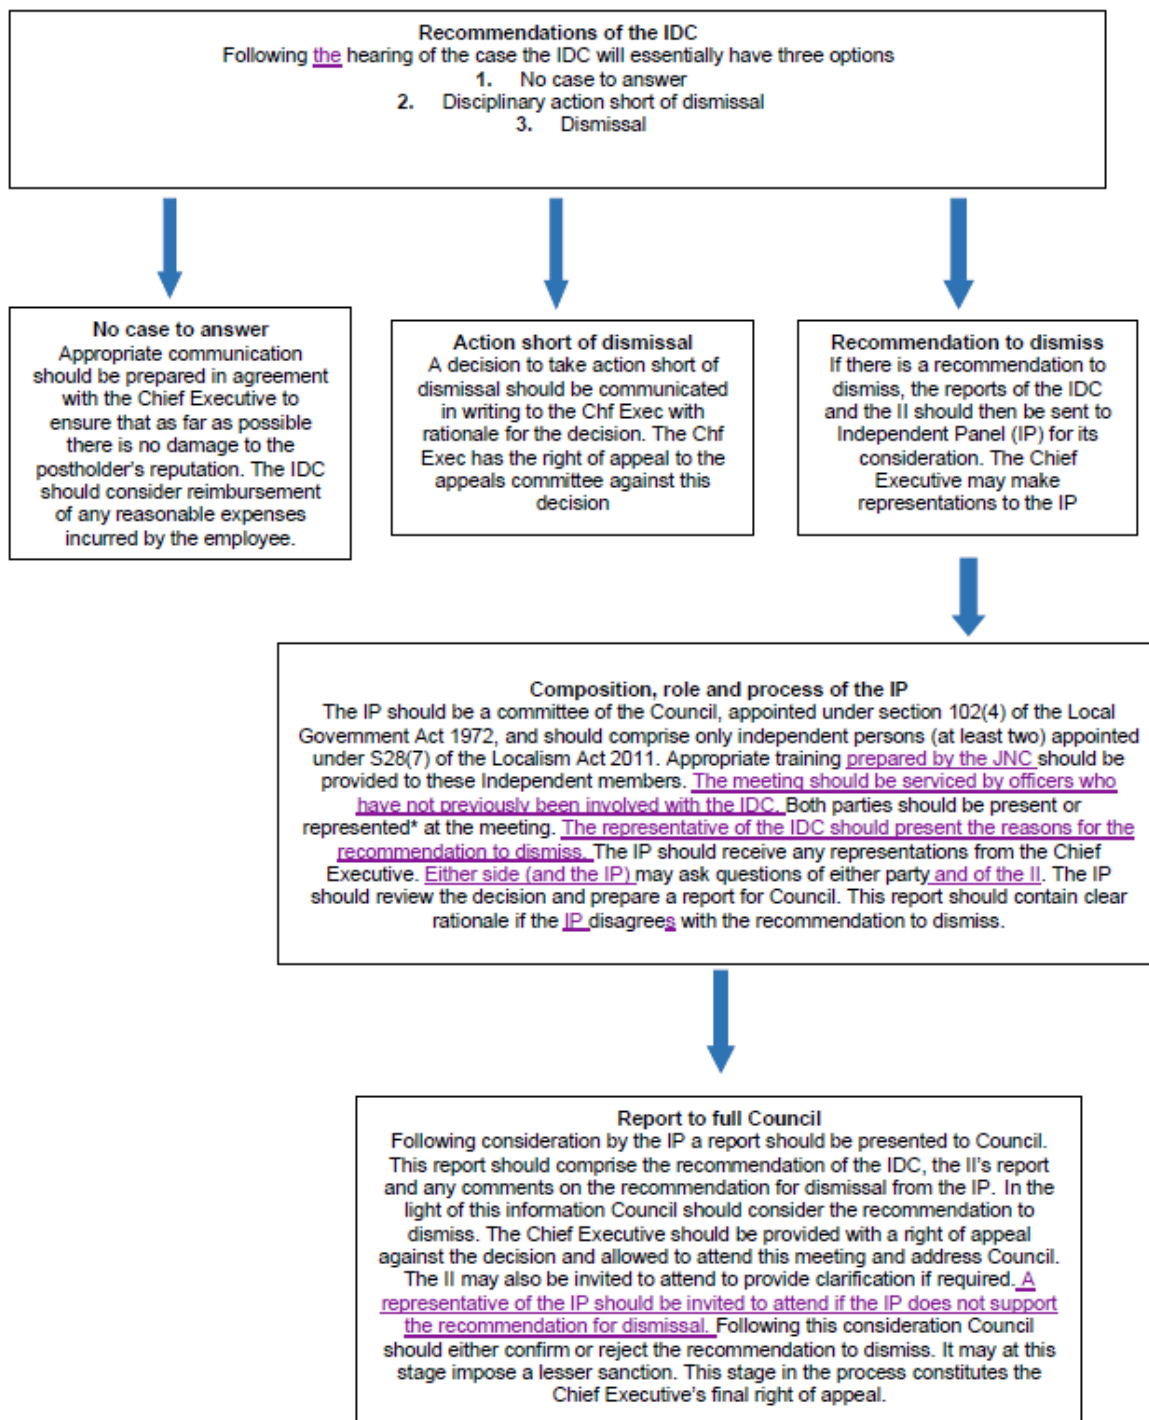 Recommendations of the IDC
Following the hearing of the case the IDC will essentially have three options
1. No case to answer
2. Disciplinary action short of dismissal
3. Dismissal
No case to answer
Appropriate communication
should be prepared in agreement
with the Chief Executive to
ensure that as far as possible
there is no damage to the
postholder's reputation. The IDC
should consider reimbursement
of any reasonable expenses
incurred by the employee.
Action short of dismissal
A decision to take action short of
dismissal should be communicated
in writing to the Chf Exec with
rationale for the decision. The Chf
Exec has the right of appeal to the
appeals committee against this
decision
Recommendation to dismiss
If there is a recommendation to
dismiss, the reports of the IDC
and the II should then be sent to
Independent Panel (IP) for its
consideration. The Chief
Executive may make
representations to the IP
Composition, role and process of the IP
The IP should be a committee of the Council, appointed under section 102(4) of the Local
Government Act 1972, and should comprise only independent persons (at least two) appointed
under S28(7) of the Localism Act 2011. Appropriate training prepared by the JNC should be
provided to these Independent members. The meeting should be serviced by officers who
have not previously been involved with the IDC. Both parties should be present or
represented* at the meeting. The representative of the IDC should present the reasons for the
recommendation to dismiss. The IP should receive any representations from the Chief
Executive. Either side (and the IP) may ask questions of either party and of the II. The IP
should review the decision and prepare a report for Council. This report should contain clear
rationale if the IP disagrees with the recommendation to dismiss.
Report to full Council
Following consideration by the IP a report should be presented to Council.
This report should comprise the recommendation of the IDC, the II's report
and any comments on the recommendation for dismissal from the IP. In the
light of this information Council should consider the recommendation to
dismiss. The Chief Executive should be provided with a right of appeal
against the decision and allowed to attend this meeting and address Council.
The II may also be invited to attend to provide clarification if required. A
representative of the IP should be invited to attend if the IP does not support
the recommendation for dismissal. Following this consideration Council
should either confirm or reject the recommendation to dismiss. It may at this
stage impose a lesser sanction. This stage in the process constitutes the
Chief Executive's final right of appeal.